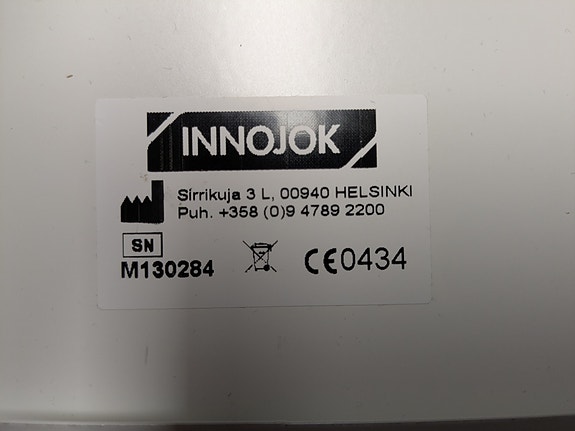 INNOJOK
Sirrikuja 3 L, 00940 HELSINKI
Puh. +358 (0)9 4789 2200
SN
M130284
CE0434